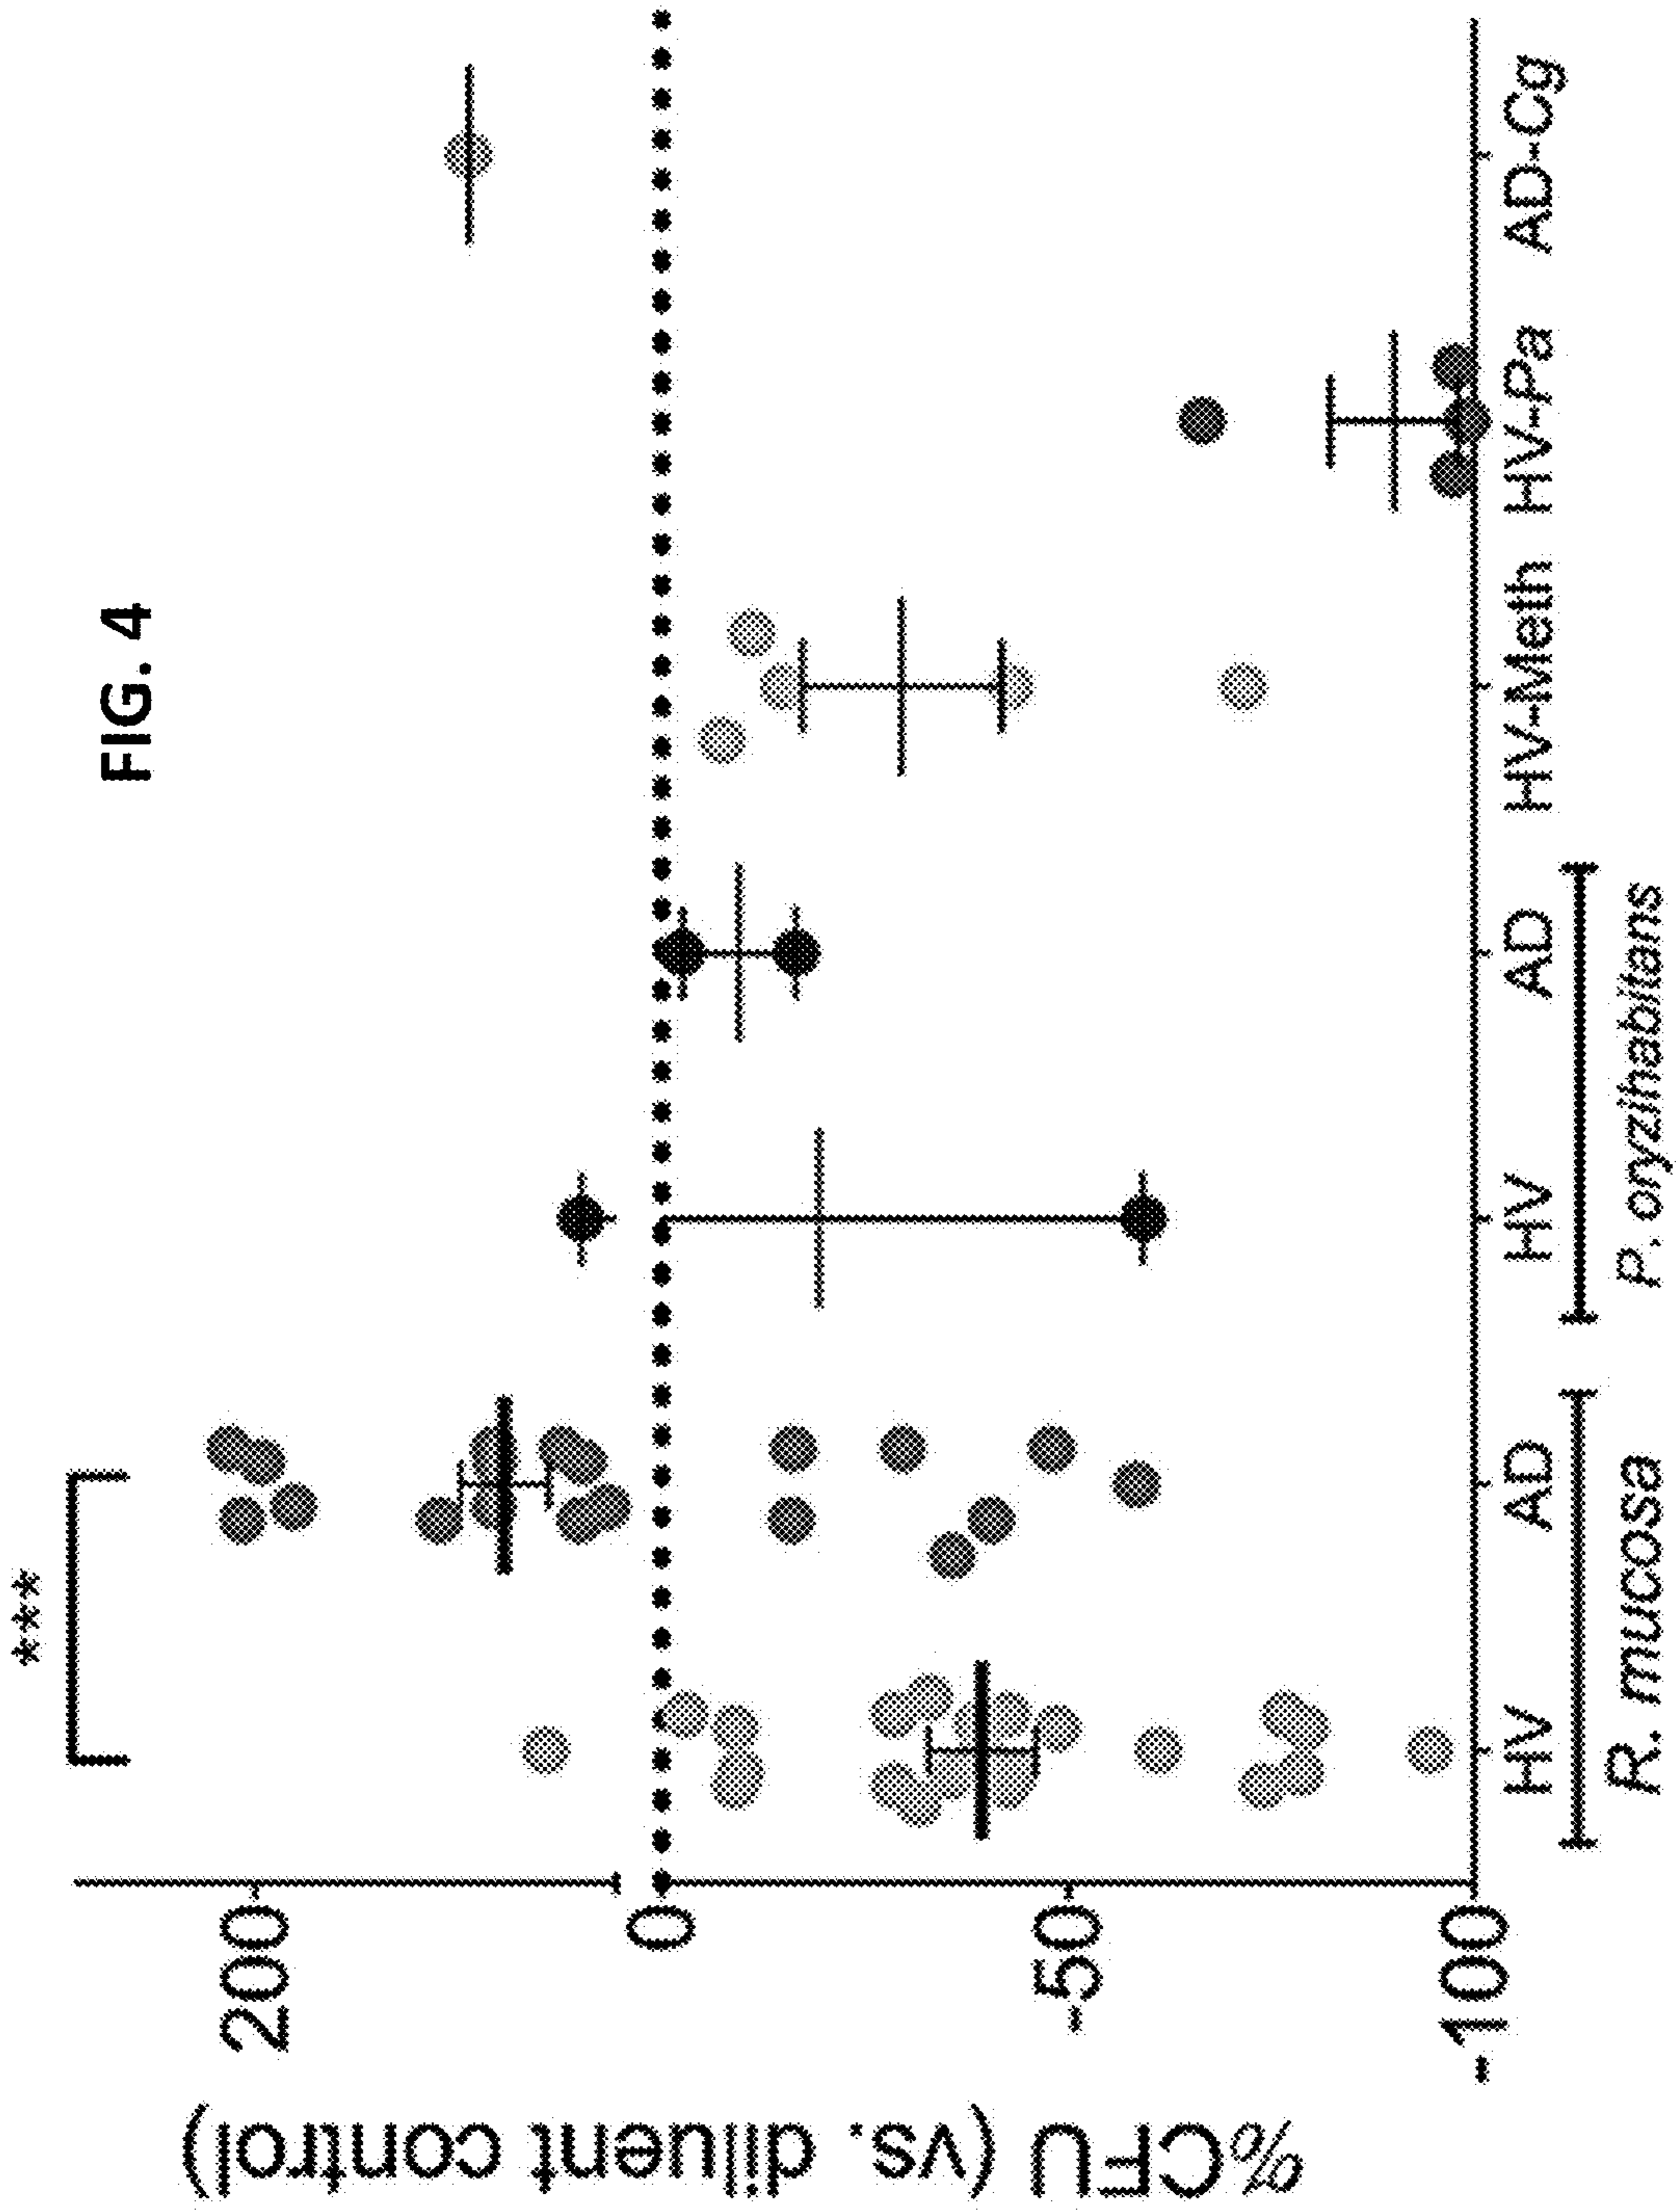 FIG. 4
***
%CFU (vs. diluent control)
200
0
-50
-100
HV AD HV AD HV-Meth HV-Pa AD-Cg
R. mucosa P. oryzihabitans